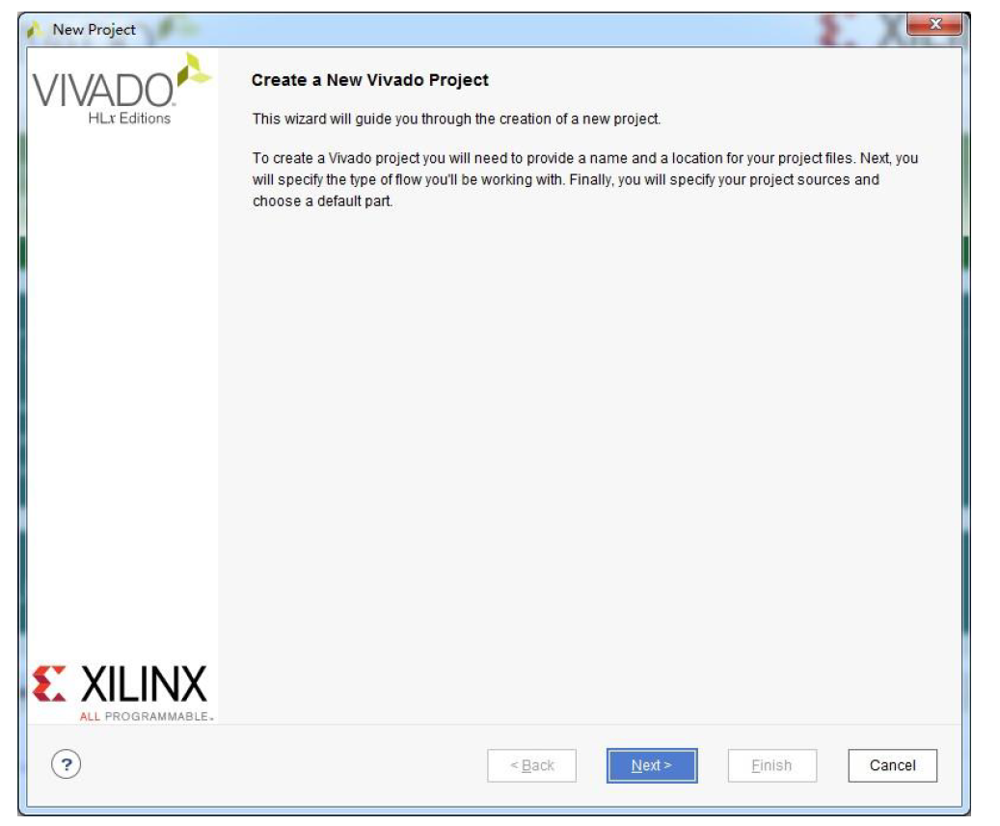 New Project
VIVADO
HLx Editions
Create a New Vivado Project
This wizard will guide you through the creation of a new project.
To create a Vivado project you will need to provide a name and a location for your project files. Next, you
will specify the type of flow you'll be working with. Finally, you will specify your project sources and
choose a default part.
XILINX
ALL PROGRAMMABLE.
?
< Back
Next >
Finish
Cancel